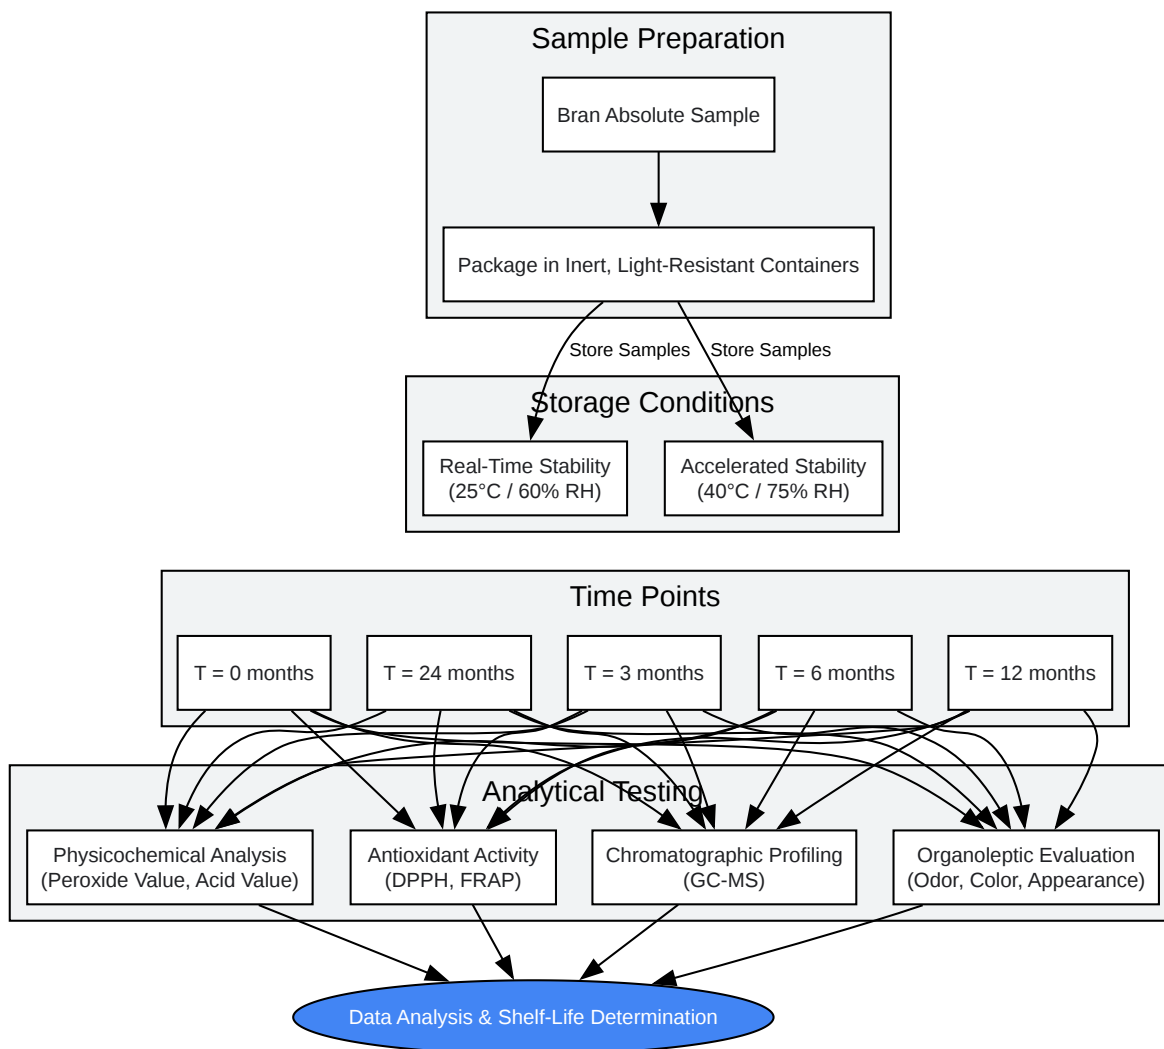 Sample Preparation
Bran Absolute Sample
Package in Inert, Light-Resistant Containers
Store Samples
Store Samples
Storage Conditions
Real-Time Stability
(25°C / 60% RH)
Accelerated Stability
(40°C / 75% RH)
Time Points
T = 0 months
T = 24 months
T = 3 months
T = 6 months
T = 12 months
Analytical Testing
Physicochemical Analysis
(Peroxide Value, Acid Value)
Antioxidant Activity
(DPPH, FRAP)
Chromatographic Profiling
(GC-MS)
Organoleptic Evaluation
(Odor, Color, Appearance)
Data Analysis & Shelf-Life Determination